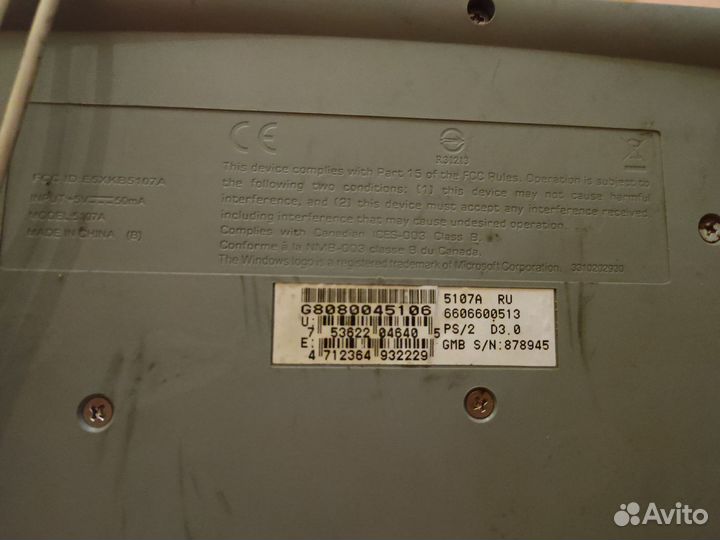 CE
R31213
FCC ID E5XKB5107A
INPUT +5V 50mA
MODEL 5107A
MADE IN CHINA (B)
This device complies with Part 15 of the FCC Rules. Operation is subject to
the following two conditions: (1) this device may not cause harmful
interference, and (2) this device must accept any interference received
including interference that may cause undesired operation.
Complies with Canadian ICES-003 Class B,
Conforme à la NMB-003 classe B du Canada.
The Windows logo is a registered trademark of Microsoft Corporation. 3310202930
G8080045106
U:
7 53622 04640 5
E:
4 712364 932229
5107A RU
6606600513
PS/2 D3.0
GMB S/N:878945
Avito